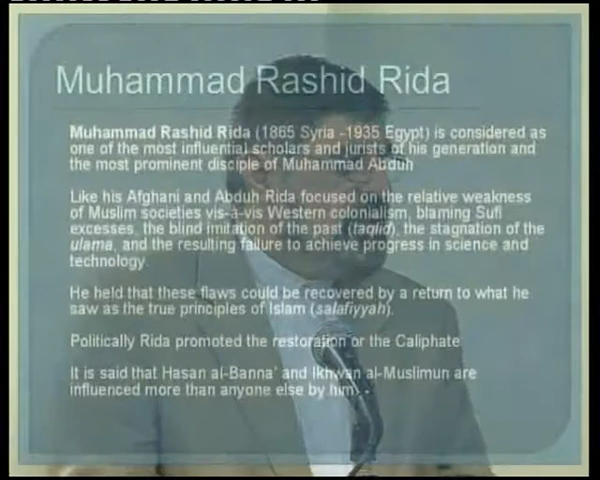 Muhammad Rashid Rida
Muhammad Rashid Rida (1865 Syria -1935 Egypt) is considered as
one of the most influential scholars and jurists of his generation and
the most prominent disciple of Muhammad Abduh
Like his Afghani and Abduh Rida focused on the relative weakness
of Muslim societies vis-à-vis Western colonialism, blaming Sufi
excesses, the blind imitation of the past (taqlid), the stagnation of the
ulama, and the resulting failure to achieve progress in science and
technology.
He held that these flaws could be recovered by a return to what he
saw as the true principles of Islam (salafiyyah).
Politically Rida promoted the restoration or the Caliphate
It is said that Hasan al-Banna' and Ikhwan al-Muslimun are
influenced more than anyone else by him. -